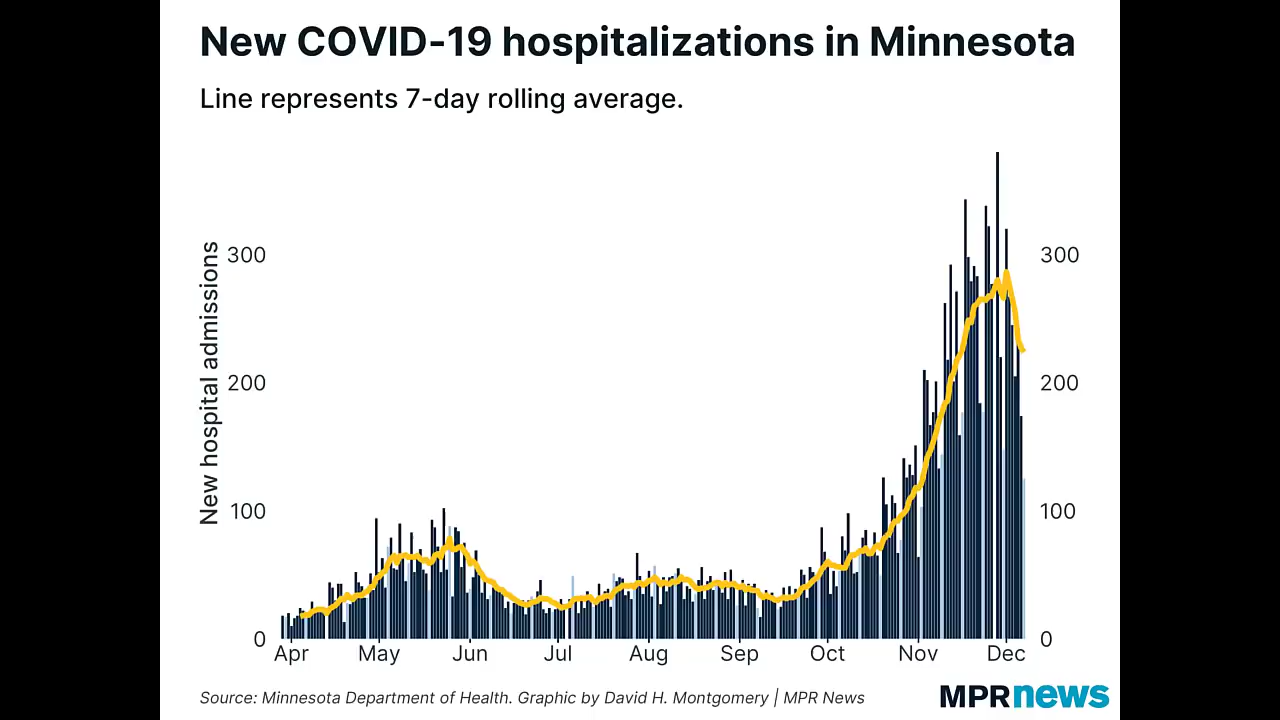 New COVID-19 hospitalizations in Minnesota
Line represents 7-day rolling average.
New hospital admissions
300
200
100
0
300
200
100
0
Apr May Jun Jul Aug Sep Oct Nov Dec
Source: Minnesota Department of Health. Graphic by David H. Montgomery | MPR News
MPRnews